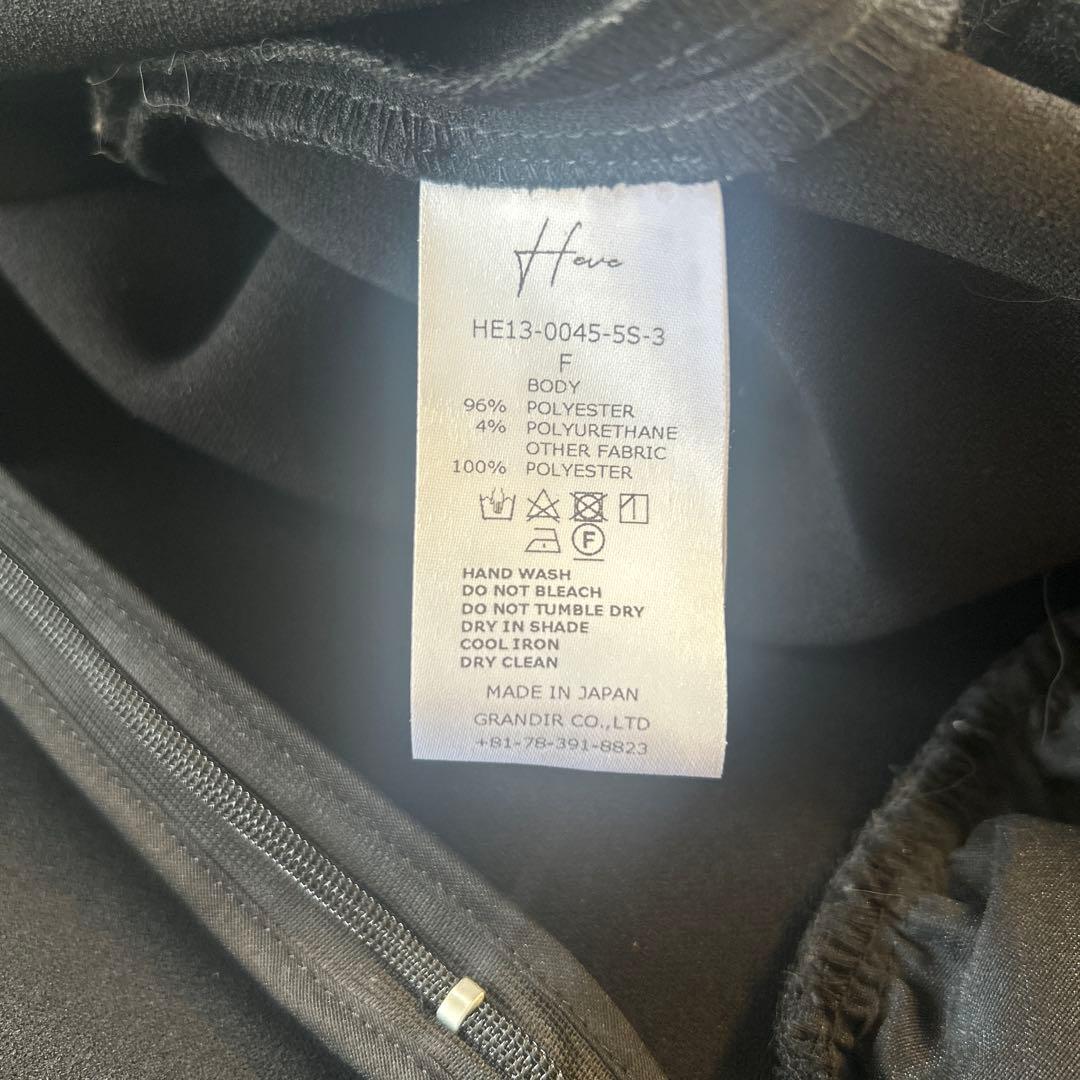 Heve
HE13-0045-5S-3
F
BODY
96% POLYESTER
4% POLYURETHANE
OTHER FABRIC
100% POLYESTER
F
HAND WASH
DO NOT BLEACH
DO NOT TUMBLE DRY
DRY IN SHADE
COOL IRON
DRY CLEAN
MADE IN JAPAN
GRANDIR CO.,LTD
+81-78-391-8823